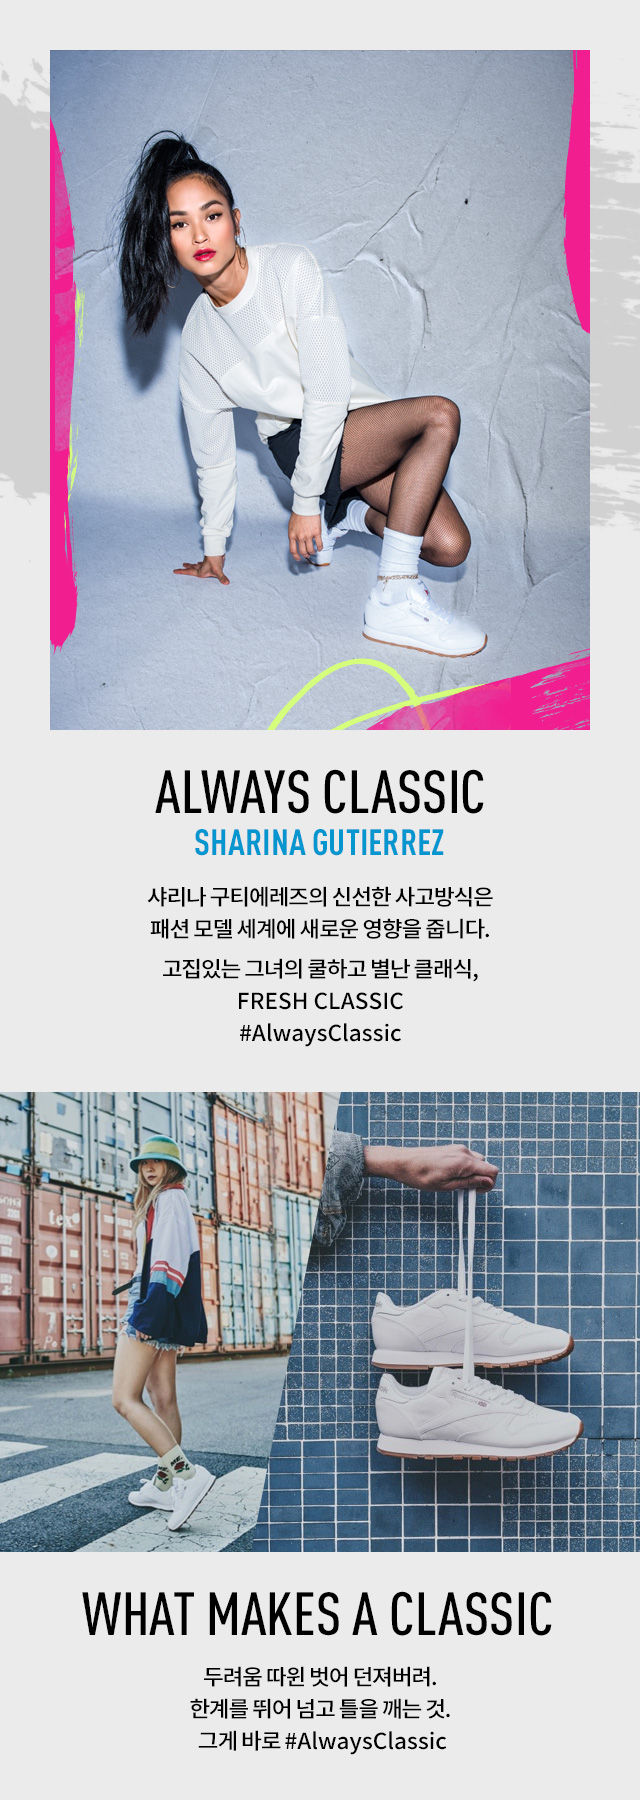 ALWAYS CLASSIC
SHARINA GUTIERREZ
샤리나 구티에레즈의 신선한 사고방식은
패션 모델 세계에 새로운 영향을 줍니다.
고집있는 그녀의 쿨하고 별난 클래식,
FRESH CLASSIC
#AlwaysClassic
tex
WHAT MAKES A CLASSIC
두려움 따윈 벗어 던져버려.
한계를 뛰어 넘고 틀을 깨는 것.
그게 바로 #AlwaysClassic